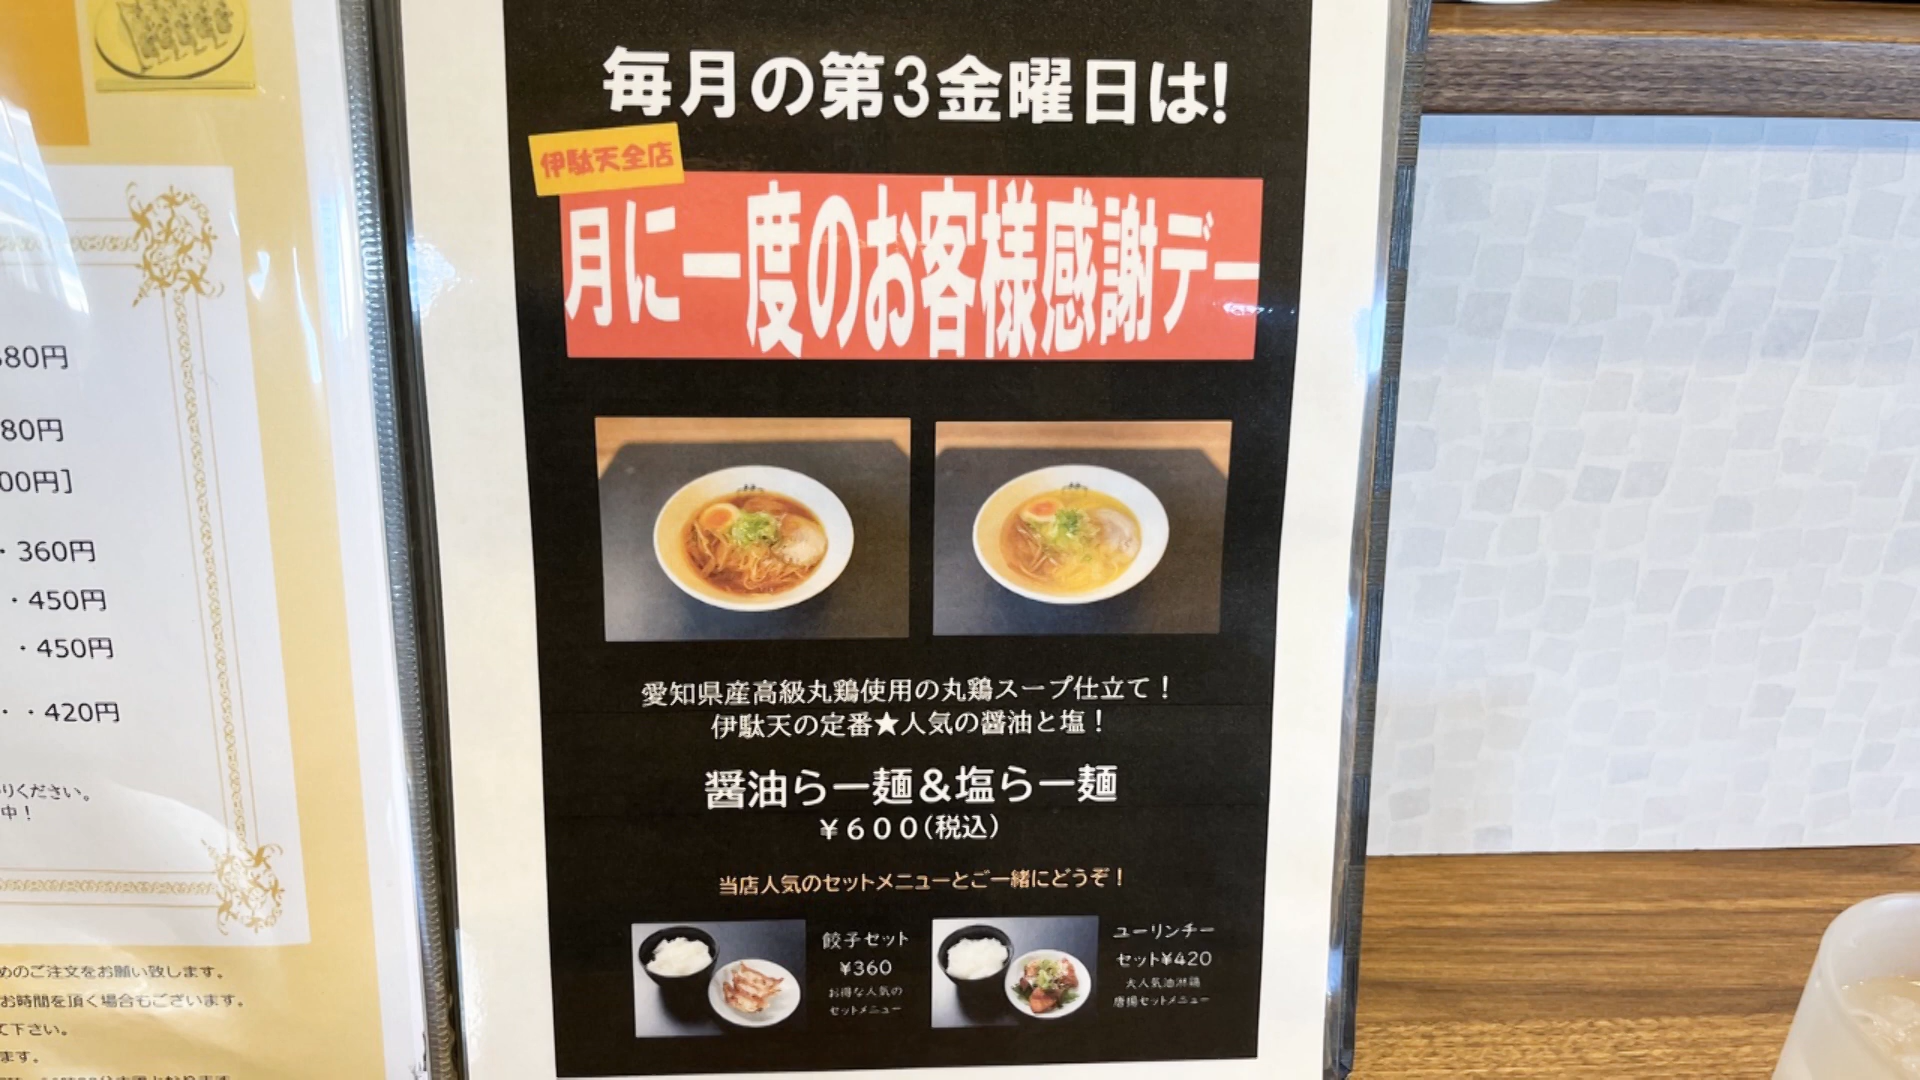 80円
80円
00円]
・360円
・450円
・450円
・・420円
りください。
中！
めのご注文をお願い致します。
お時間を頂く場合もございます。
て下さい。
ます。
毎月の第3金曜日は!
伊駄天全店
月に一度のお客様感謝デー
愛知県産高級丸鶏使用の丸鶏スープ仕立て！
伊駄天の定番★人気の醤油と塩！
醤油らー麺＆塩らー麺
￥６００(税込)
当店人気のセットメニューとご一緒にどうぞ！
餃子セット
¥360
お得な人気の
セットメニュー
ユーリンチー
セット¥420
大人気油淋鶏
唐揚セットメニュー